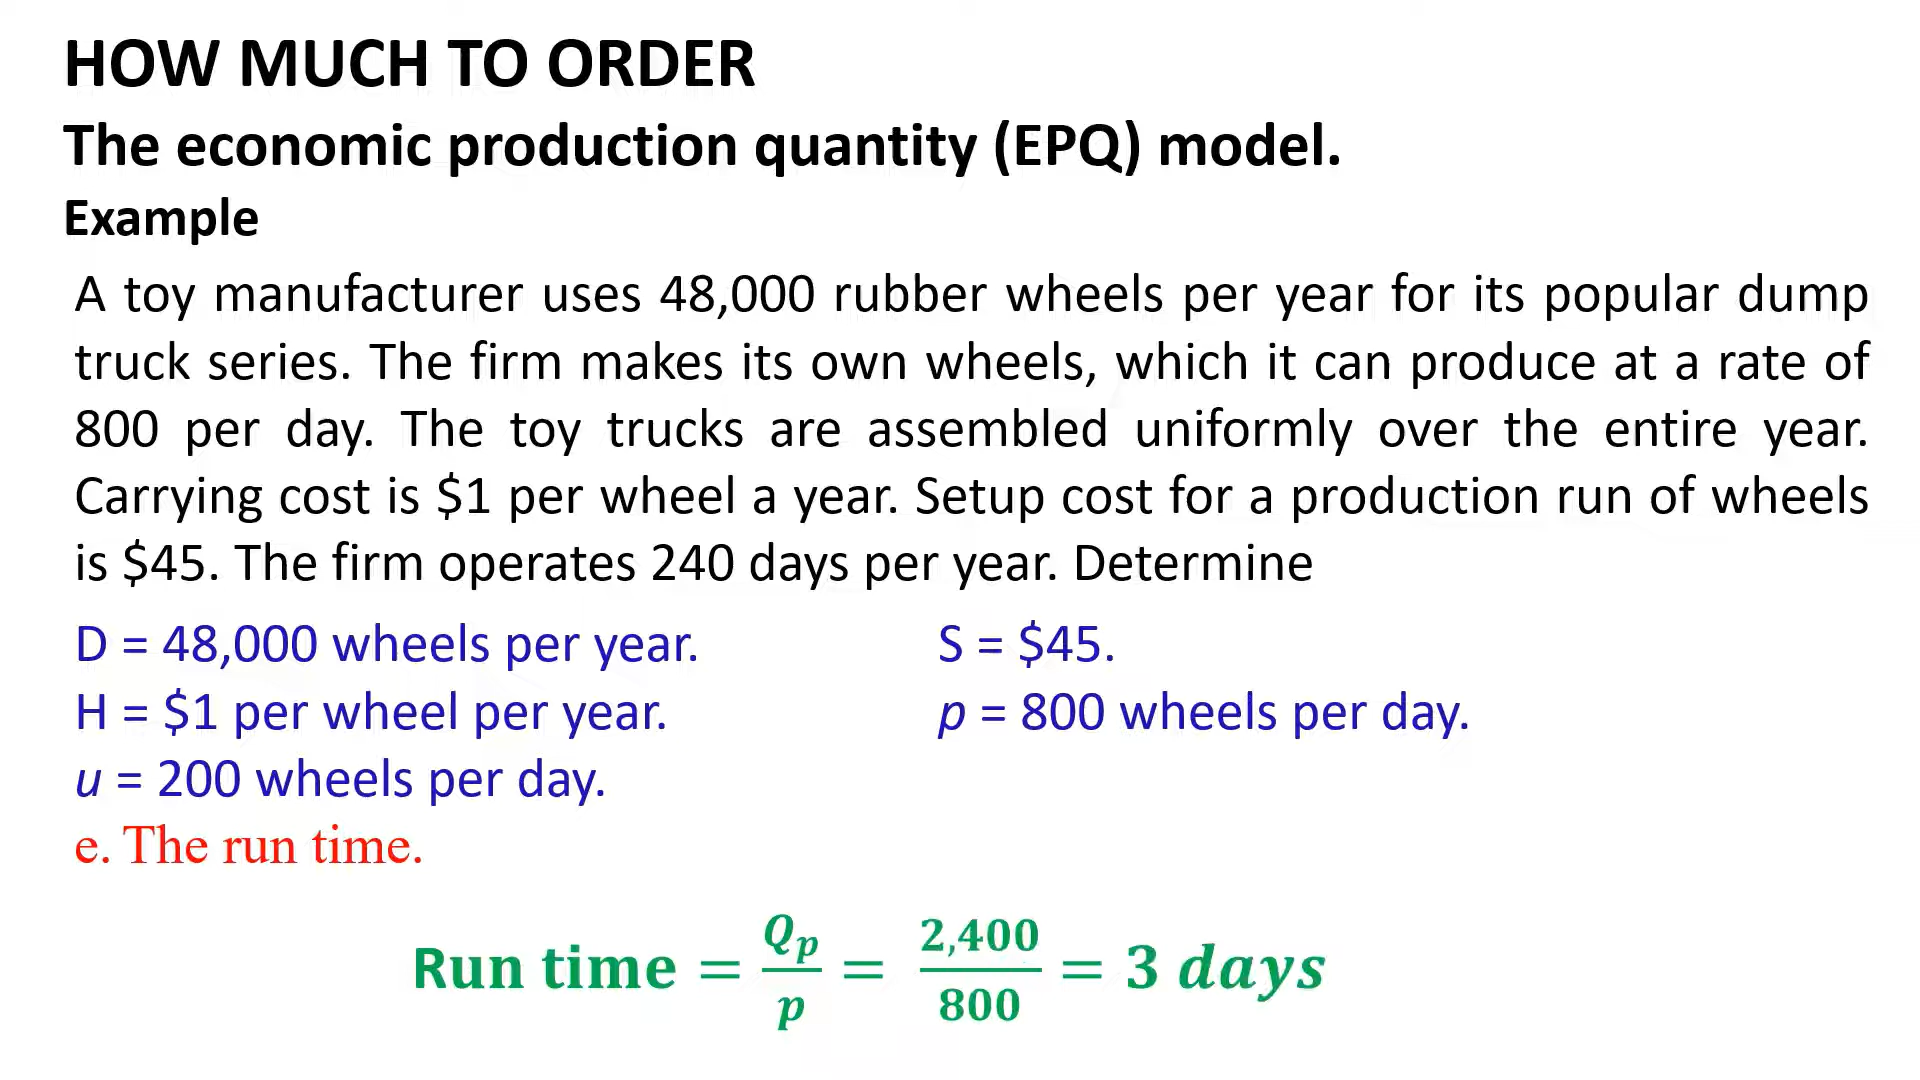 HOW MUCH TO ORDER
The economic production quantity (EPQ) model.
Example
A toy manufacturer uses 48,000 rubber wheels per year for its popular dump
truck series. The firm makes its own wheels, which it can produce at a rate of
800 per day. The toy trucks are assembled uniformly over the entire year.
Carrying cost is $1 per wheel a year. Setup cost for a production run of wheels
is $45. The firm operates 240 days per year. Determine
D = 48,000 wheels per year. S = $45.
H = $1 per wheel per year. p = 800 wheels per day.
u = 200 wheels per day.
e. The run time.
Run time = Qp/p = 2,400/800 = 3 days